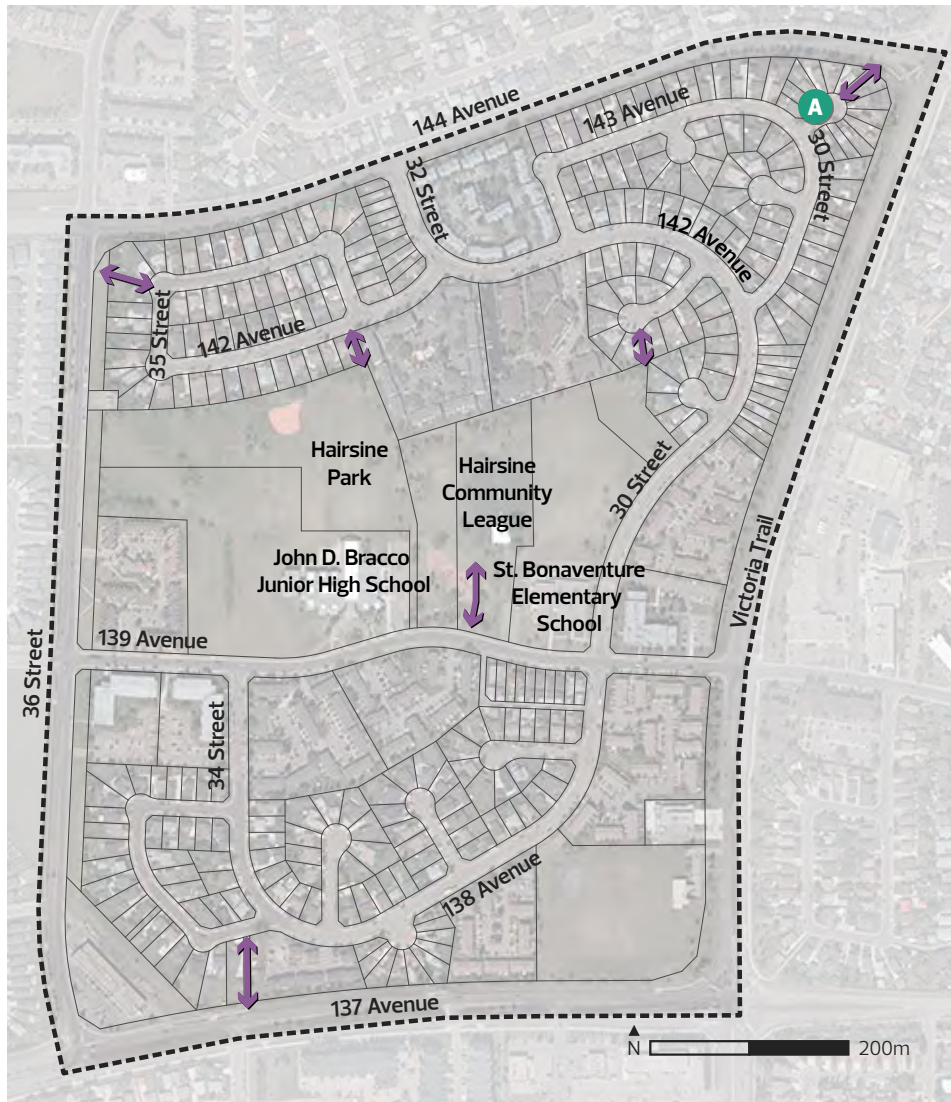 144 Avenue
143 Avenue
A
30 Street
32 Street
142 Avenue
35 Street
142 Avenue
Hairsine
Park
Hairsine
Community
League
30 Street
John D. Bracco
Junior High School
St. Bonaventure
Elementary
School
Victoria Trail
139 Avenue
36 Street
34 Street
138 Avenue
137 Avenue
N
200m